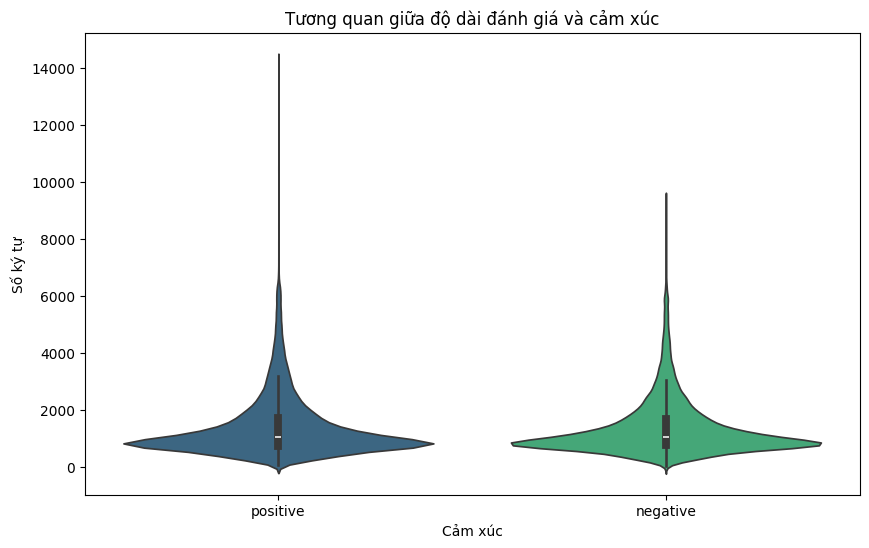 Tương quan giữa độ dài đánh giá và cảm xúc
Số ký tự
14000
12000
10000
8000
6000
4000
2000
0
positive
negative
Cảm xúc